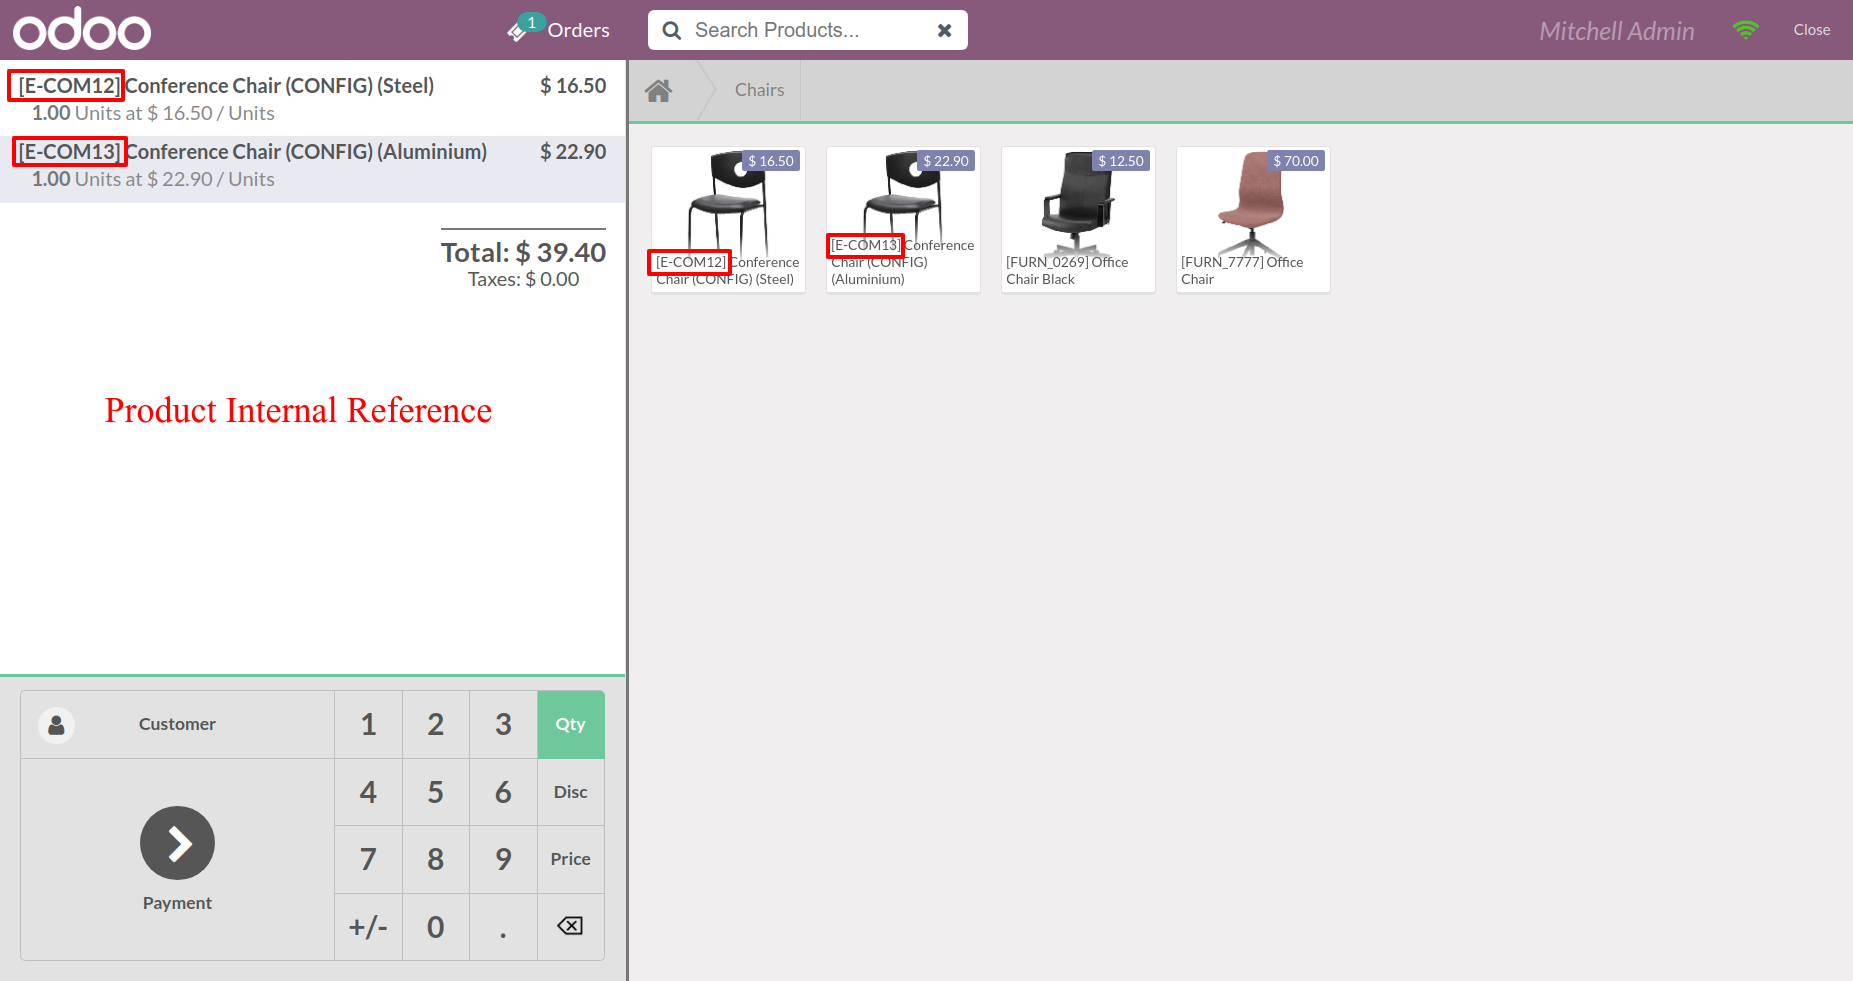 odoo
1 Orders
Search Products...
Mitchell Admin
Close
[E-COM12] Conference Chair (CONFIG) (Steel) $ 16.50
1.00 Units at $ 16.50 / Units
[E-COM13] Conference Chair (CONFIG) (Aluminium) $ 22.90
1.00 Units at $ 22.90 / Units
Total: $ 39.40
Taxes: $ 0.00
Product Internal Reference
Customer
Payment
1 2 3 Qty
4 5 6 Disc
7 8 9 Price
+/- 0 .
Chairs
$ 16.50
[E-COM12] Conference
Chair (CONFIG) (Steel)
$ 22.90
[E-COM13] Conference
Chair (CONFIG)
(Aluminium)
$ 12.50
[FURN_0269] Office
Chair Black
$ 70.00
[FURN_7777] Office
Chair